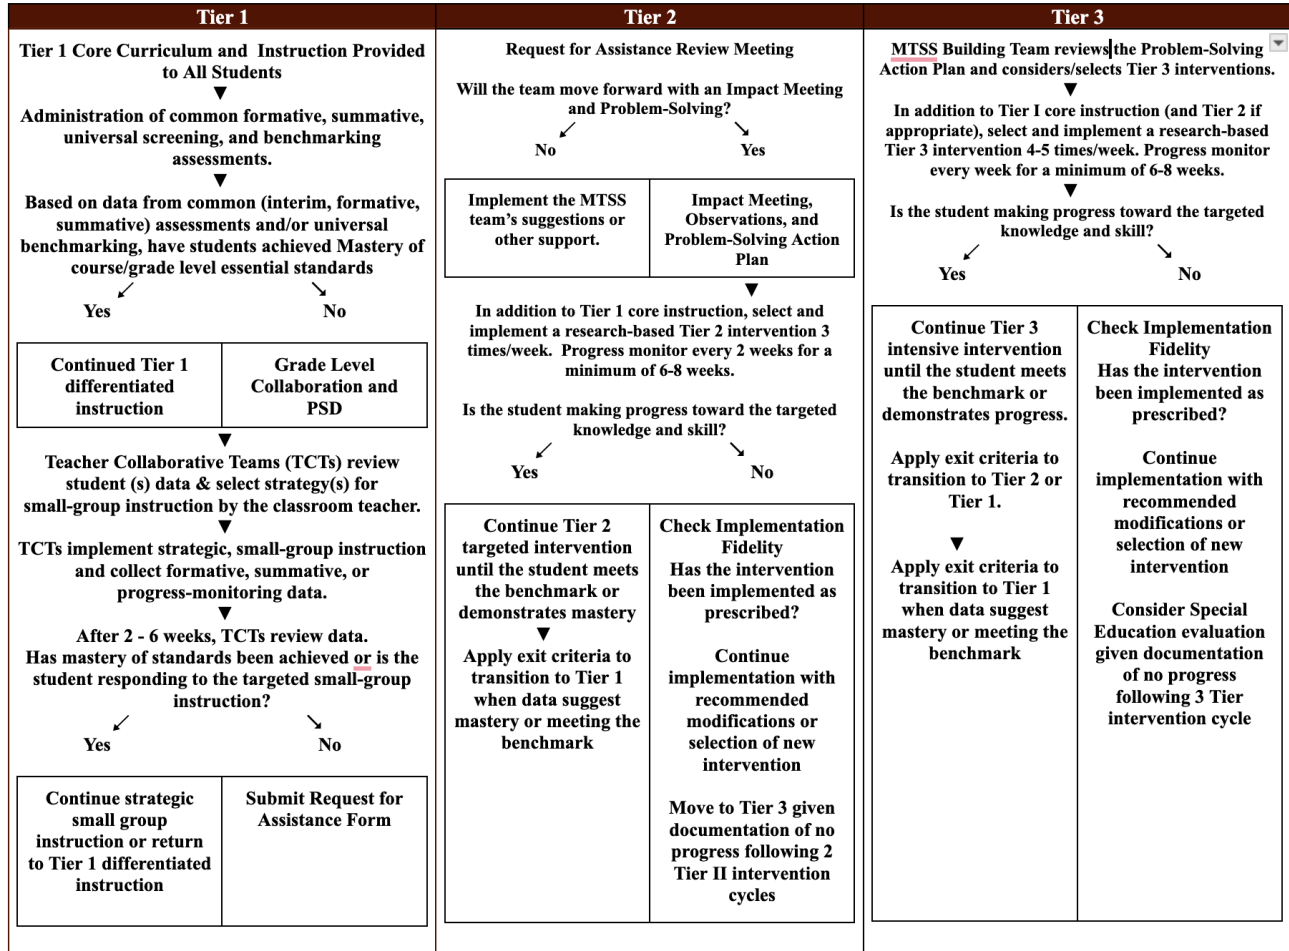 Tier 1
Tier 1 Core Curriculum and Instruction Provided
to All Students
Administration of common formative, summative,
universal screening, and benchmarking
assessments.
Based on data from common (interim, formative,
summative) assessments and/or universal
benchmarking, have students achieved Mastery of
course/grade level essential standards
Yes
No
Continued Tier 1
differentiated
instruction
Grade Level
Collaboration and
PSD
Teacher Collaborative Teams (TCTs) review
student (s) data & select strategy(s) for
small-group instruction by the classroom teacher.
TCTs implement strategic, small-group instruction
and collect formative, summative, or
progress-monitoring data.
After 2 - 6 weeks, TCTs review data.
Has mastery of standards been achieved or is the
student responding to the targeted small-group
instruction?
Yes
No
Continue strategic
small group
instruction or return
to Tier 1 differentiated
instruction
Submit Request for
Assistance Form
Tier 2
Request for Assistance Review Meeting
Will the team move forward with an Impact Meeting
and Problem-Solving?
No
Yes
Implement the MTSS
team's suggestions or
other support.
Impact Meeting,
Observations, and
Problem-Solving Action
Plan
In addition to Tier 1 core instruction, select and
implement a research-based Tier 2 intervention 3
times/week. Progress monitor every 2 weeks for a
minimum of 6-8 weeks.
Is the student making progress toward the targeted
knowledge and skill?
Yes
No
Continue Tier 2
targeted intervention
until the student meets
the benchmark or
demonstrates mastery
Apply exit criteria to
transition to Tier 1
when data suggest
mastery or meeting the
benchmark
Check Implementation
Fidelity
Has the intervention
been implemented as
prescribed?
Continue
implementation with
recommended
modifications or
selection of new
intervention
Move to Tier 3 given
documentation of no
progress following 2
Tier II intervention
cycles
Tier 3
MTSS Building Team reviews the Problem-Solving
Action Plan and considers/selects Tier 3 interventions.
In addition to Tier I core instruction (and Tier 2 if
appropriate), select and implement a research-based
Tier 3 intervention 4-5 times/week. Progress monitor
every week for a minimum of 6-8 weeks.
Is the student making progress toward the targeted
knowledge and skill?
Yes
No
Continue Tier 3
intensive intervention
until the student meets
the benchmark or
demonstrates progress.
Apply exit criteria to
transition to Tier 2 or
Tier 1.
Apply exit criteria to
transition to Tier 1
when data suggest
mastery or meeting the
benchmark
Check Implementation
Fidelity
Has the intervention
been implemented as
prescribed?
Continue
implementation with
recommended
modifications or
selection of new
intervention
Consider Special
Education evaluation
given documentation
of no progress
following 3 Tier
intervention cycle